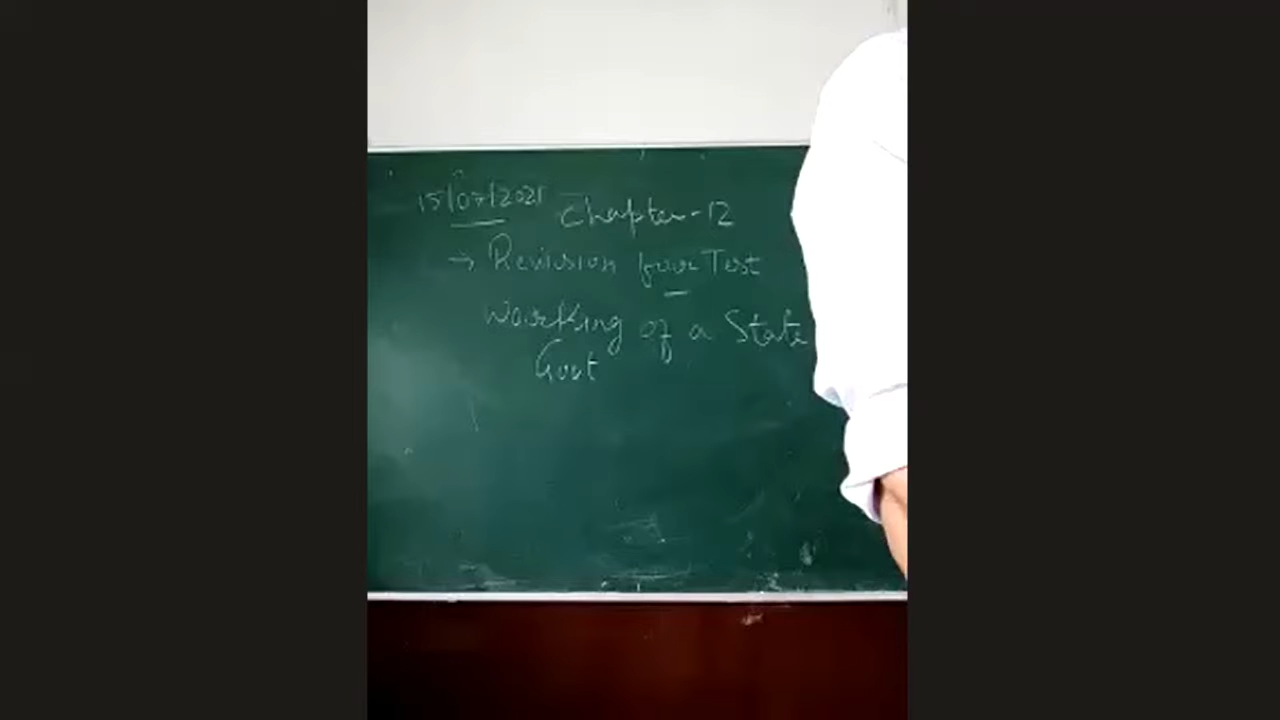 15/07/2021
Chapter-12
→ Revision four Test
Working of a State
Govt